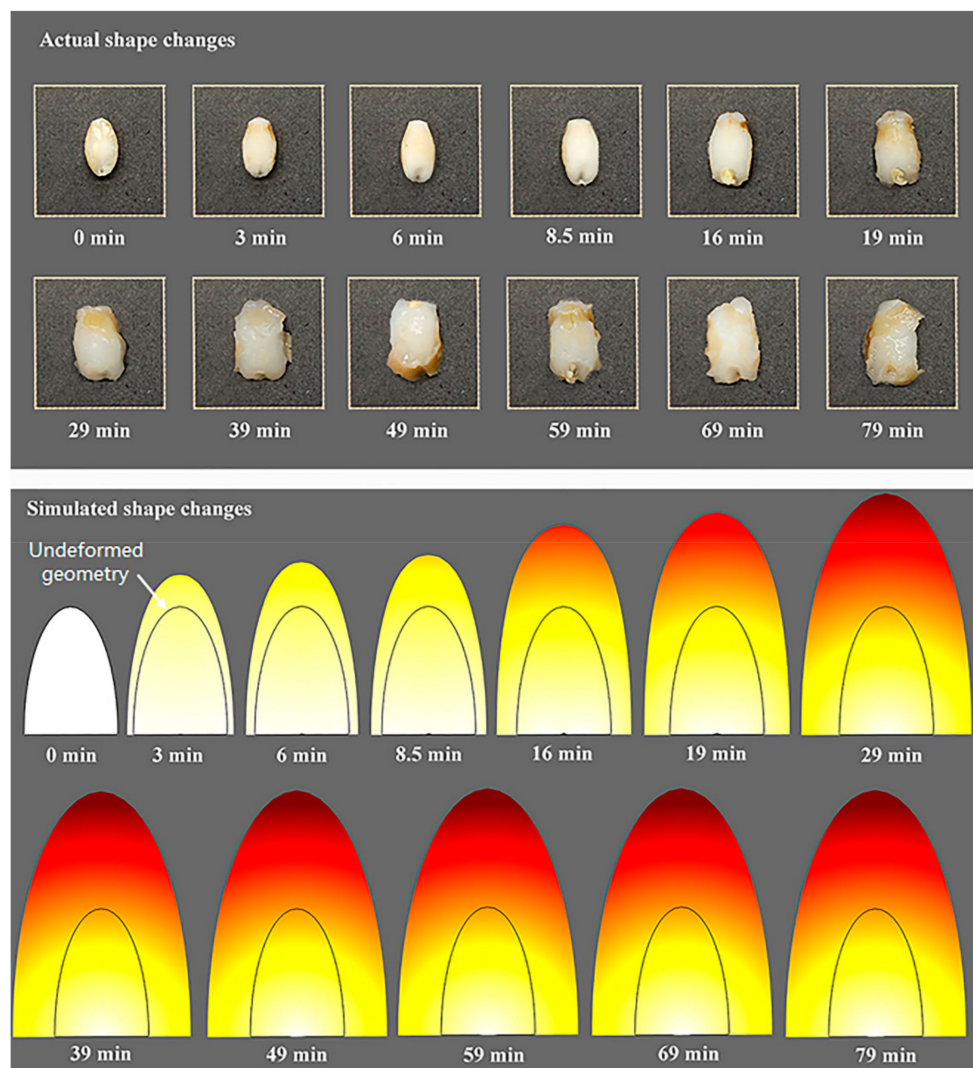 Actual shape changes
0 min
3 min
6 min
8.5 min
16 min
19 min
29 min
39 min
49 min
59 min
69 min
79 min
Simulated shape changes
Undeformed
geometry
0 min
3 min
6 min
8.5 min
16 min
19 min
29 min
39 min
49 min
59 min
69 min
79 min